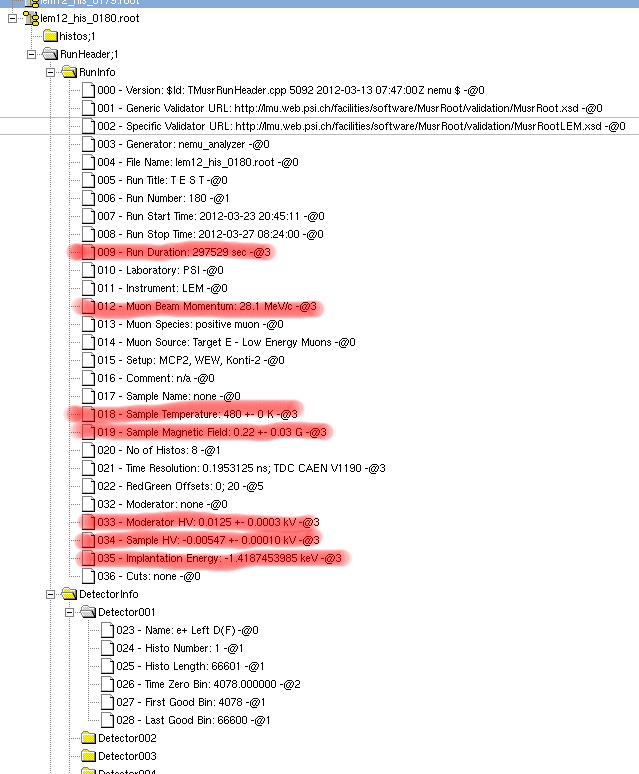 lem12_his_0179.root
lem12_his_0180.root
histos;1
RunHeader;1
RunInfo
000 - Version: $Id: TMusrRunHeader.cpp 5092 2012-03-13 07:47:00Z nemu $ -@0
001 - Generic Validator URL: http://lmu.web.psi.ch/facilities/software/MusrRoot/validation/MusrRoot.xsd -@0
002 - Specific Validator URL: http://lmu.web.psi.ch/facilities/software/MusrRoot/validation/MusrRootLEM.xsd -@0
003 - Generator: nemu_analyzer -@0
004 - File Name: lem12_his_0180.root -@0
005 - Run Title: T E S T -@0
006 - Run Number: 180 -@1
007 - Run Start Time: 2012-03-23 20:45:11 -@0
008 - Run Stop Time: 2012-03-27 08:24:00 -@0
009 - Run Duration: 297529 sec -@3
010 - Laboratory: PSI -@0
011 - Instrument: LEM -@0
012 - Muon Beam Momentum: 28.1 MeV/c -@3
013 - Muon Species: positive muon -@0
014 - Muon Source: Target E - Low Energy Muons -@0
015 - Setup: MCP2, WEW, Konti-2 -@0
016 - Comment: n/a -@0
017 - Sample Name: none -@0
018 - Sample Temperature: 480 +- 0 K -@3
019 - Sample Magnetic Field: 0.22 +- 0.03 G -@3
020 - No of Histos: 8 -@1
021 - Time Resolution: 0.1953125 ns; TDC CAEN V1190 -@3
022 - RedGreen Offsets: 0; 20 -@5
032 - Moderator: none -@0
033 - Moderator HV: 0.0125 +- 0.0003 kV -@3
034 - Sample HV: -0.00547 +- 0.00010 kV -@3
035 - Implantation Energy: -1.4187453985 keV -@3
036 - Cuts: none -@0
DetectorInfo
Detector001
023 - Name: e+ Left D(F) -@0
024 - Histo Number: 1 -@1
025 - Histo Length: 66601 -@1
026 - Time Zero Bin: 4078.000000 -@2
027 - First Good Bin: 4078 -@1
028 - Last Good Bin: 66600 -@1
Detector002
Detector003
Detector004